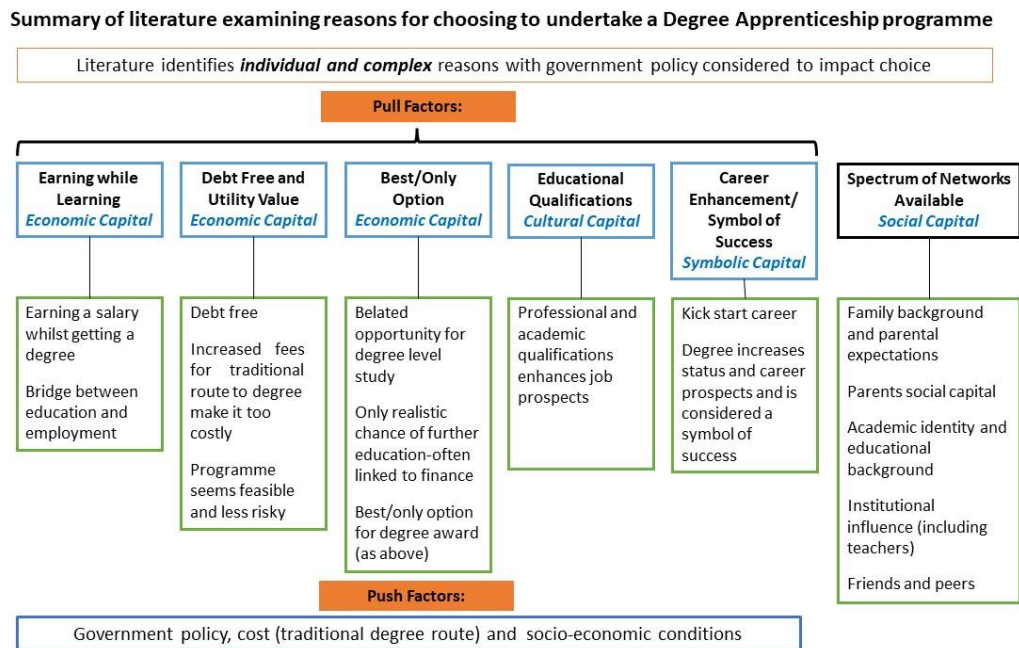 Summary of literature examining reasons for choosing to undertake a Degree Apprenticeship programme
Literature identifies individual and complex reasons with government policy considered to impact choice
Pull Factors:
Earning while
Learning
Economic Capital
Debt Free and
Utility Value
Economic Capital
Best/Only
Option
Economic Capital
Educational
Qualifications
Cultural Capital
Career
Enhancement/
Symbol of
Success
Symbolic Capital
Spectrum of Networks
Available
Social Capital
Earning a salary
whilst getting a
degree
Bridge between
education and
employment
Debt free
Increased fees
for traditional
route to degree
make it too
costly
Programme
seems feasible
and less risky
Belated
opportunity for
degree level
study
Only realistic
chance of further
education-often
linked to finance
Best/only option
for degree award
(as above)
Professional and
academic
qualifications
enhances job
prospects
Kick start career
Degree increases
status and career
prospects and is
considered a
symbol of
success
Family background
and parental
expectations
Parents social capital
Academic identity and
educational
background
Institutional
influence (including
teachers)
Friends and peers
Push Factors:
Government policy, cost (traditional degree route) and socio-economic conditions